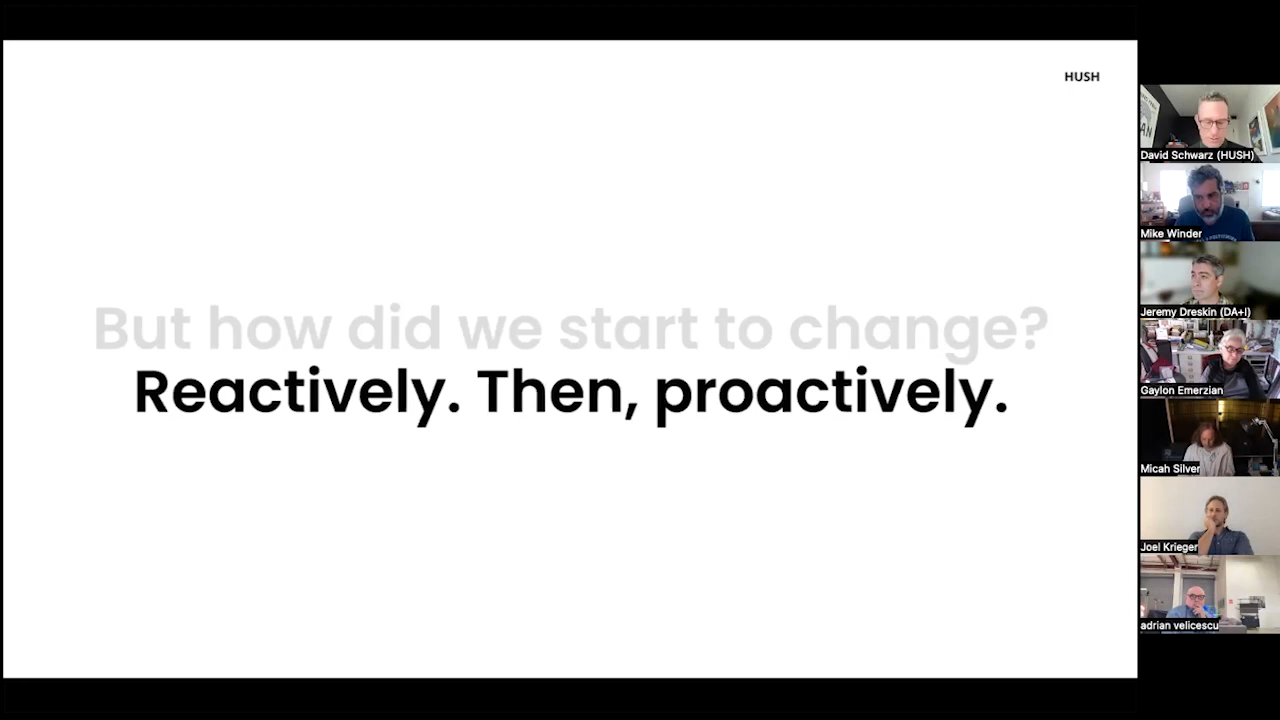 HUSH
But how did we start to change?
Reactively. Then, proactively.
David Schwarz (HUSH)
Mike Winder
Jeremy Dreskin (DA+I)
Gaylon Emerzian
Micah Silver
Joel Krieger
adrian velicescu